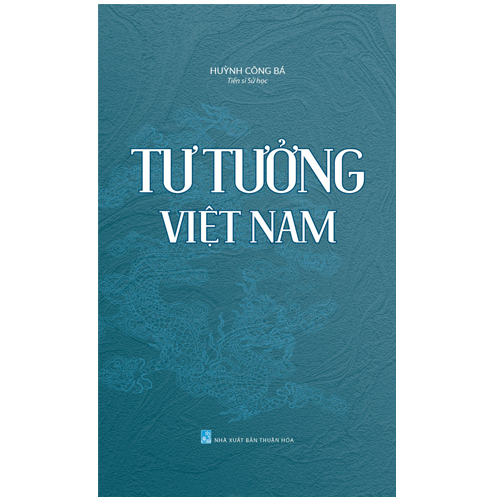 HUỲNH CÔNG BÁ
Tiến sĩ Sử học
TƯ TƯỞNG
VIỆT NAM
NHÀ XUẤT BẢN THUẬN HÓA